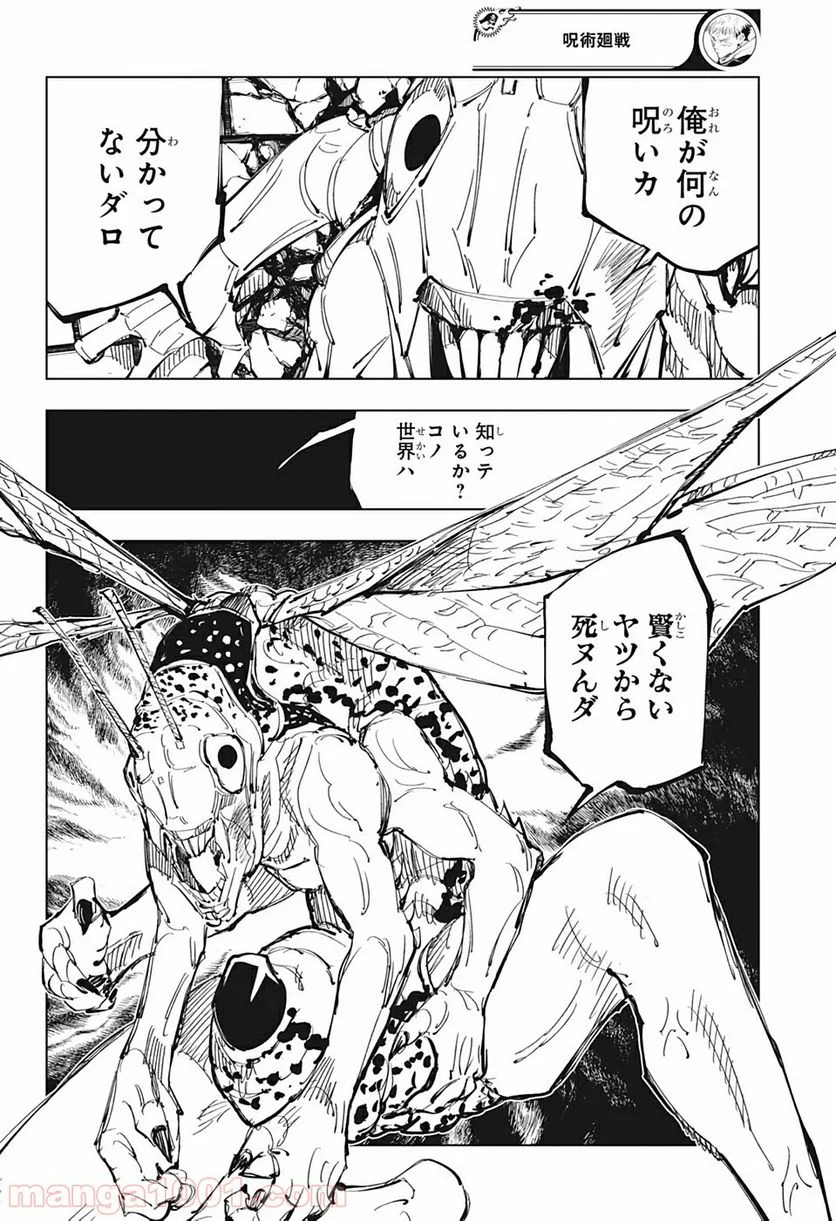 呪術廻戦
俺が何の
呪いカ
分かって
ないダロ
知っテ
いるか?
コノ
世界ハ
賢くない
ヤツから
死ヌんダ
manga1001.com